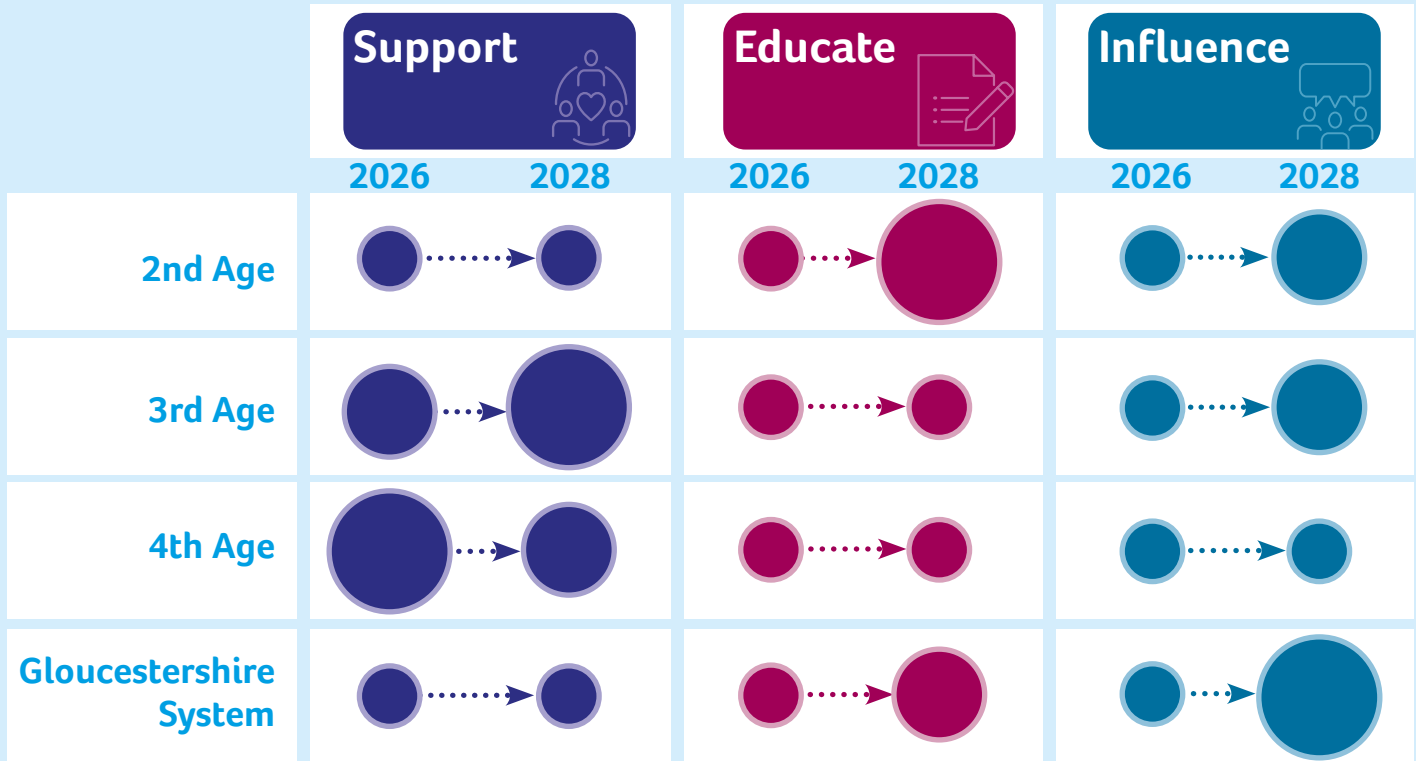 Support
Educate
Influence
2026 2028
2026 2028
2026 2028
2nd Age
3rd Age
4th Age
Gloucestershire
System